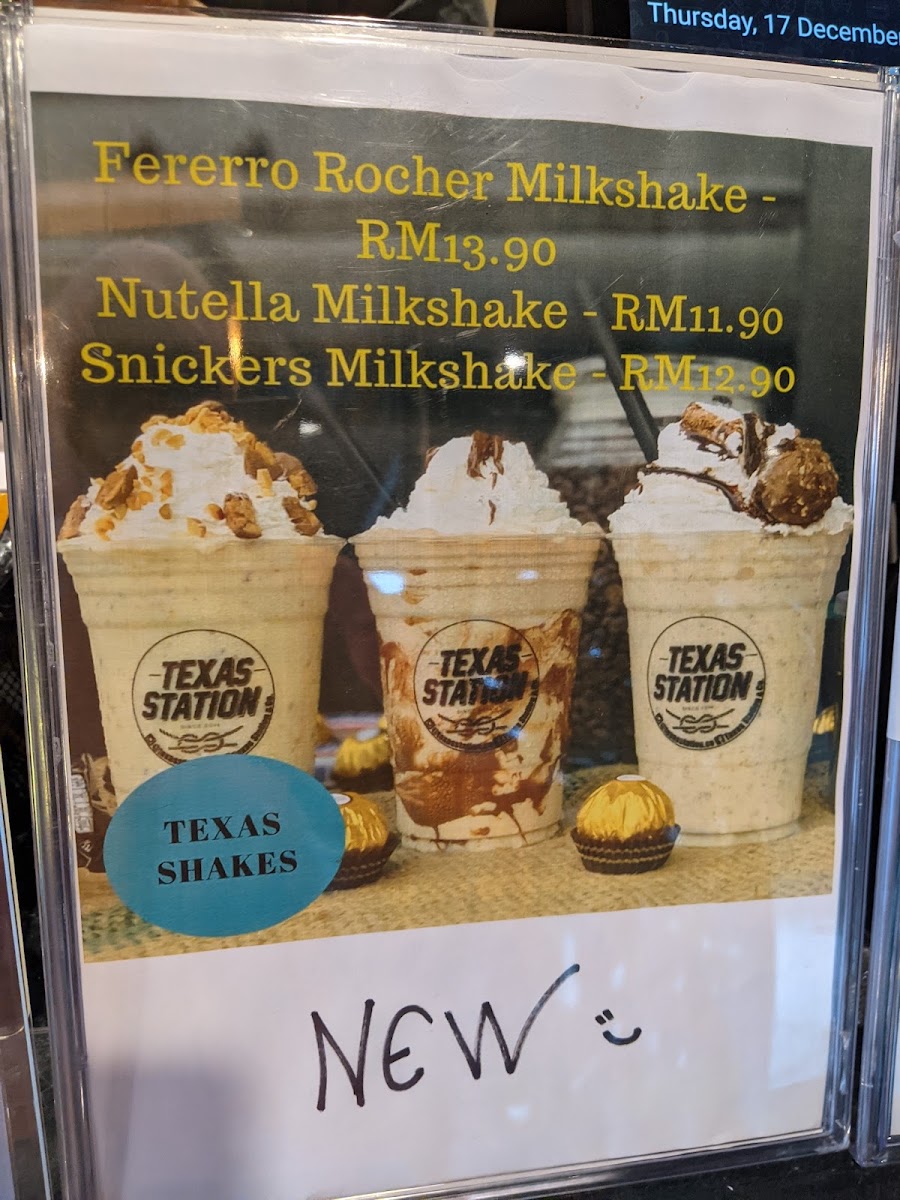 Thursday, 17 December
Fererro Rocher Milkshake -
RM13.90
Nutella Milkshake - RM11.90
Snickers Milkshake - RM12.90
TEXAS
STATION
TEXAS
STATION
TEXAS
STATION
TEXAS
SHAKES
NEW